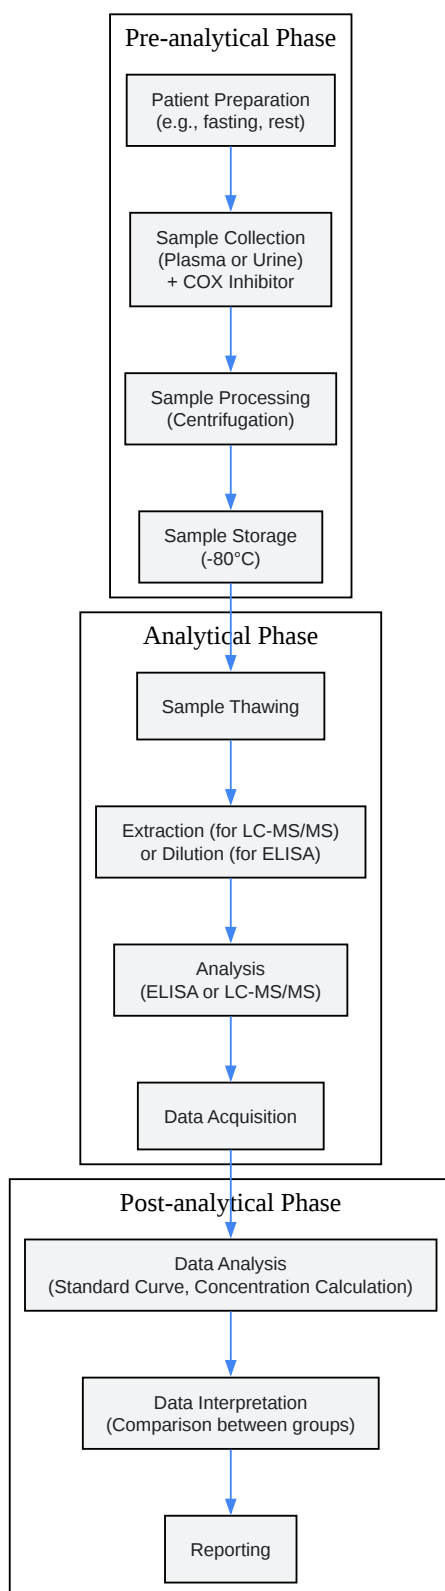 Pre-analytical Phase
Patient Preparation
(e.g., fasting, rest)
Sample Collection
(Plasma or Urine)
+ COX Inhibitor
Sample Processing
(Centrifugation)
Sample Storage
(-80°C)
Analytical Phase
Sample Thawing
Extraction (for LC-MS/MS)
or Dilution (for ELISA)
Analysis
(ELISA or LC-MS/MS)
Data Acquisition
Post-analytical Phase
Data Analysis
(Standard Curve, Concentration Calculation)
Data Interpretation
(Comparison between groups)
Reporting